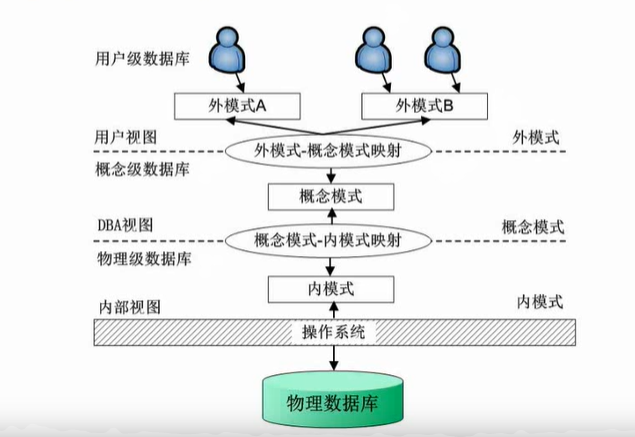 用户级数据库
外模式A
外模式B
用户视图
外模式-概念模式映射
外模式
概念级数据库
概念模式
DBA视图
概念模式-内模式映射
概念模式
物理级数据库
内模式
内部视图
内模式
操作系统
物理数据库